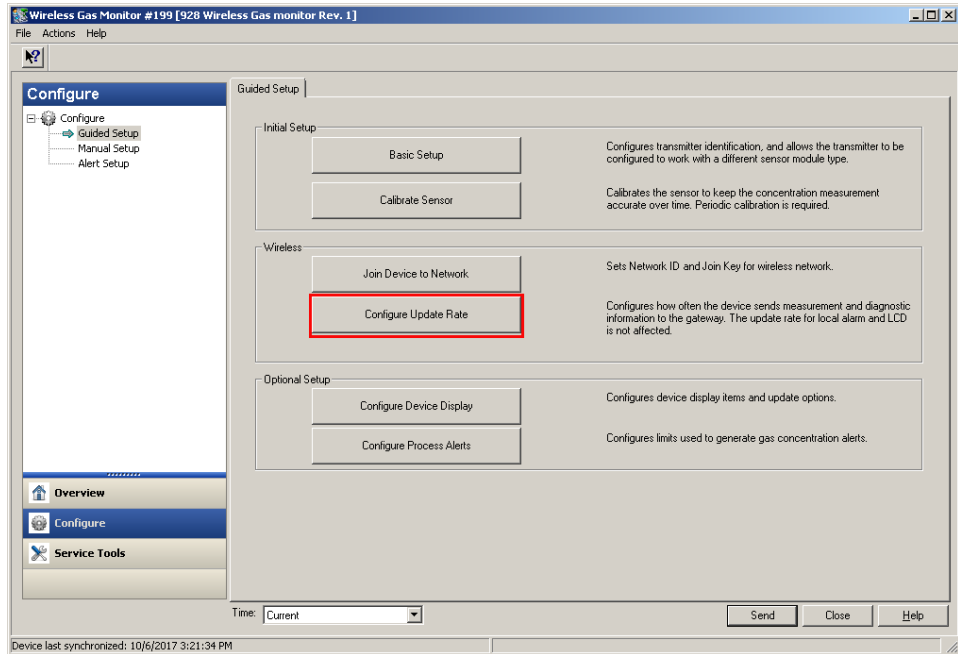 Wireless Gas Monitor #199 [928 Wireless Gas monitor Rev. 1]
File Actions Help
Configure
Configure
Guided Setup
Manual Setup
Alert Setup
Overview
Configure
Service Tools
Guided Setup
Initial Setup
Basic Setup
Configures transmitter identification, and allows the transmitter to be
configured to work with a different sensor module type.
Calibrate Sensor
Calibrates the sensor to keep the concentration measurement
accurate over time. Periodic calibration is required.
Wireless
Join Device to Network
Sets Network ID and Join Key for wireless network.
Configure Update Rate
Configures how often the device sends measurement and diagnostic
information to the gateway. The update rate for local alarm and LCD
is not affected.
Optional Setup
Configure Device Display
Configures device display items and update options.
Configure Process Alerts
Configures limits used to generate gas concentration alerts.
Time: Current
Send Close Help
Device last synchronized: 10/6/2017 3:21:34 PM